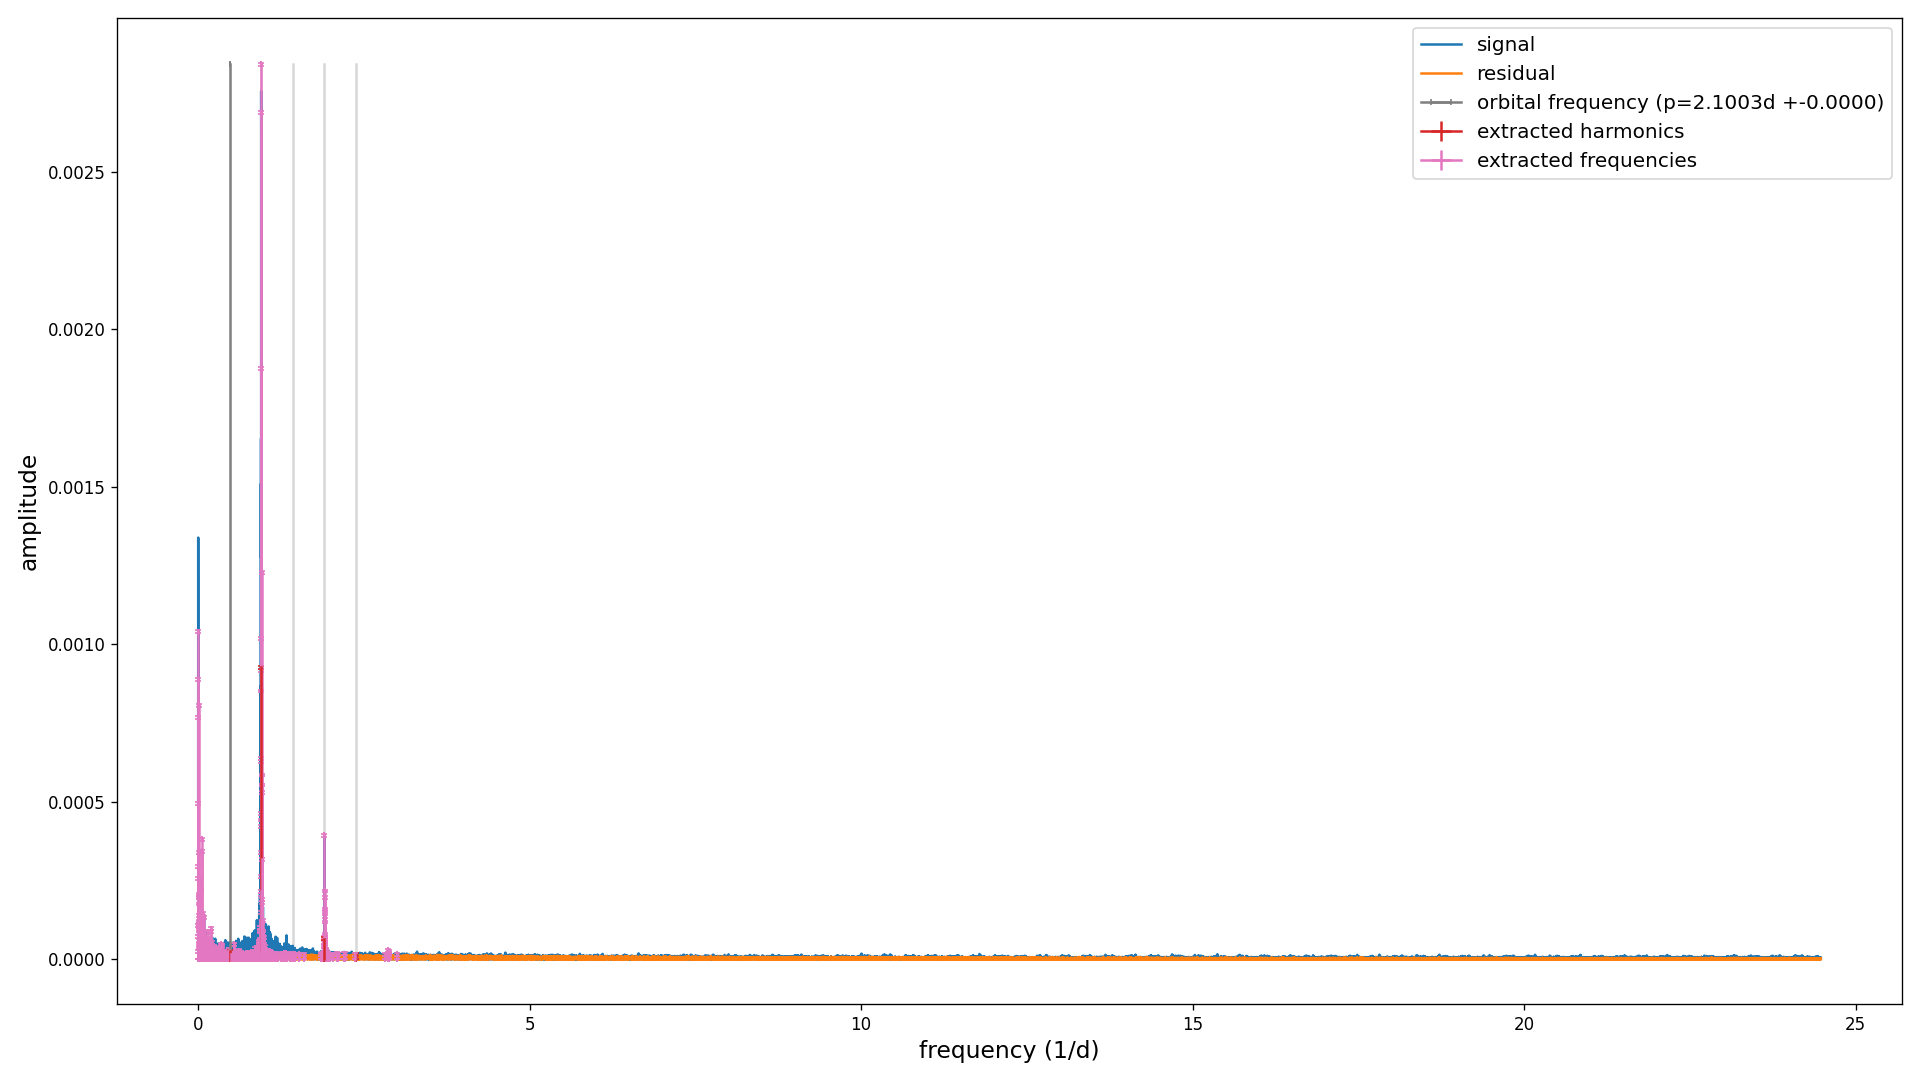 signal
residual
orbital frequency (p=2.1003d +-0.0000)
extracted harmonics
extracted frequencies
0.0025
0.0020
0.0015
0.0010
0.0005
0.0000
amplitude
0 5 10 15 20 25
frequency (1/d)